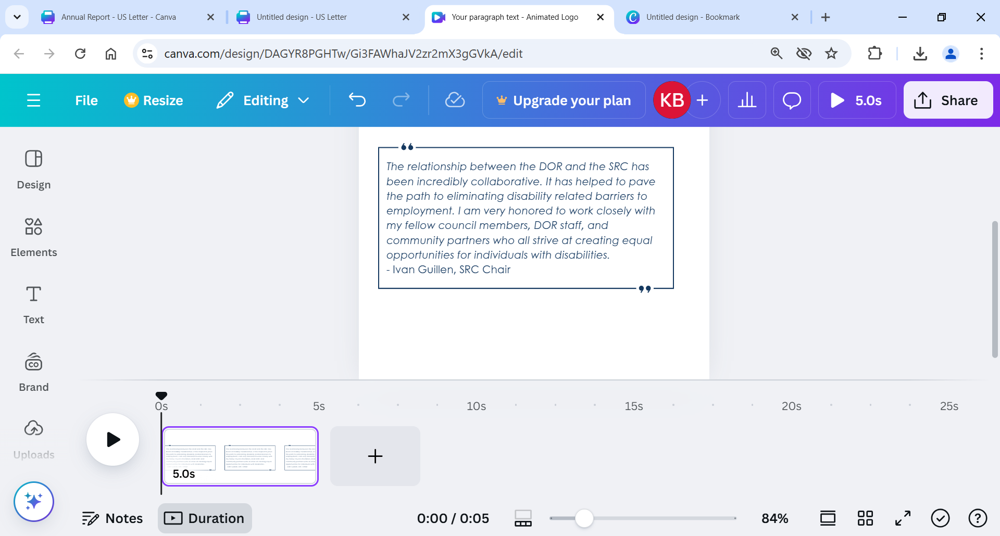 Annual Report - US Letter - Canva
Untitled design - US Letter
Your paragraph text - Animated Logo
Untitled design - Bookmark
canva.com/design/DAGYR8PGHTw/Gi3FAWhaJV2zr2mX3gGVkA/edit
File
Resize
Editing
Upgrade your plan
KB
5.0s
Share
Design
Elements
Text
Brand
Uploads
“
The relationship between the DOR and the SRC has
been incredibly collaborative. It has helped to pave
the path to eliminating disability related barriers to
employment. I am very honored to work closely with
my fellow council members, DOR staff, and
community partners who all strive at creating equal
opportunities for individuals with disabilities.
- Ivan Guillen, SRC Chair
”
0s
5s
10s
15s
20s
25s
5.0s
Notes
Duration
0:00 / 0:05
84%